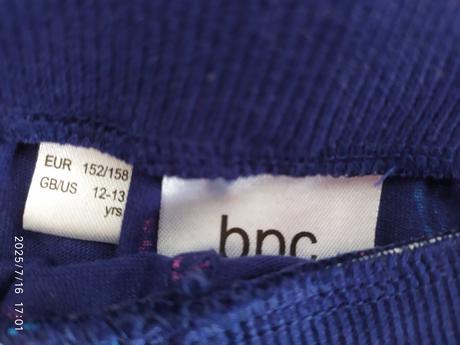 EUR 152/158
GB/US 12-13
yrs
bpc
2025/7/16 17:01